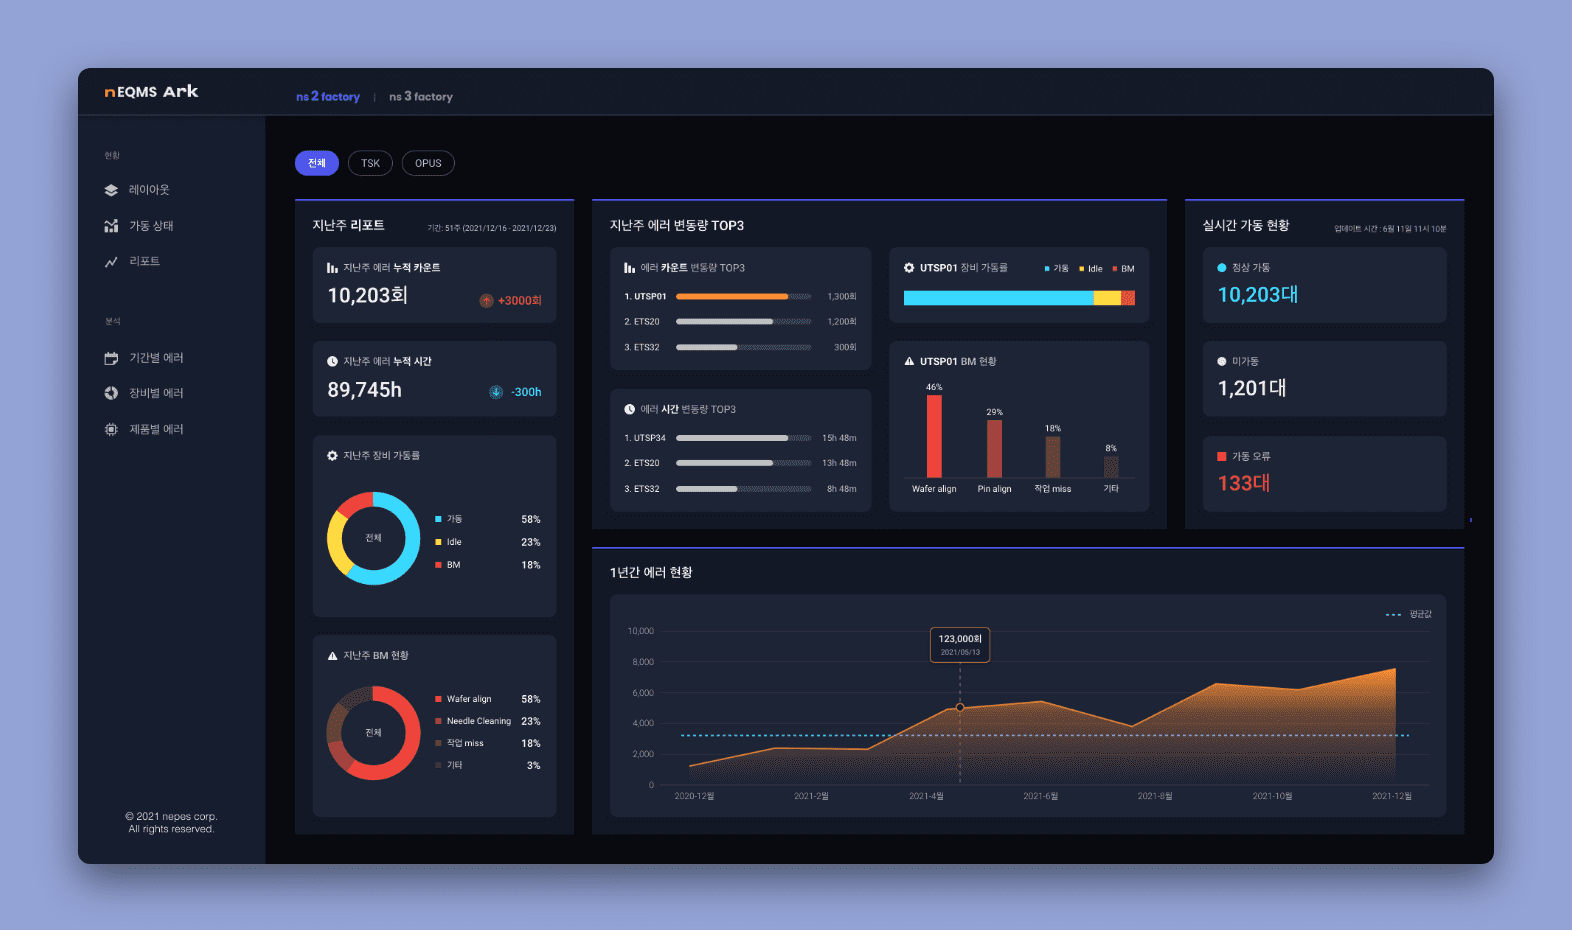 nEQMS Ark
ns 2 factory | ns 3 factory
현황
레이아웃
가동 상태
리포트
분석
기간별 에러
장비별 에러
제품별 에러
© 2021 nepes corp.
All rights reserved.
전체
TSK
OPUS
지난주 리포트
기간: 51주 (2021/12/16 - 2021/12/23)
지난주 에러 누적 카운트
10,203회
+3000회
지난주 에러 누적 시간
89,745h
-300h
지난주 장비 가동률
전체
가동 58%
Idle 23%
BM 18%
지난주 BM 현황
전체
Wafer align 58%
Needle Cleaning 23%
작업 miss 18%
기타 3%
지난주 에러 변동량 TOP3
에러 카운트 변동량 TOP3
1. UTSP01 1,300회
2. ETS20 1,200회
3. ETS32 300회
에러 시간 변동량 TOP3
1. UTSP34 15h 48m
2. ETS20 13h 48m
3. ETS32 8h 48m
UTSP01 장비 가동률
가동 Idle BM
UTSP01 BM 현황
46%
29%
18%
8%
Wafer align Pin align 작업 miss 기타
실시간 가동 현황
업데이트 시간 : 6월 11일 11시 10분
정상 가동
10,203대
미가동
1,201대
가동 오류
133대
1년간 에러 현황
평균값
10,000
8,000
6,000
4,000
2,000
0
123,000회
2021/05/13
2020-12월 2021-2월 2021-4월 2021-6월 2021-8월 2021-10월 2021-12월